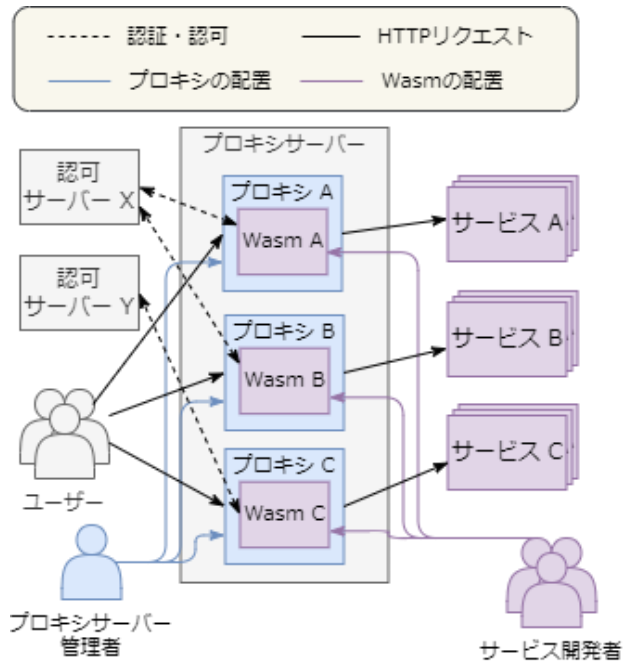 認証・認可
HTTPリクエスト
プロキシの配置
Wasmの配置
プロキシサーバー
認可
サーバー X
プロキシ A
Wasm A
サービス A
認可
サーバー Y
プロキシ B
Wasm B
サービス B
プロキシ C
Wasm C
サービス C
ユーザー
プロキシサーバー
管理者
サービス開発者